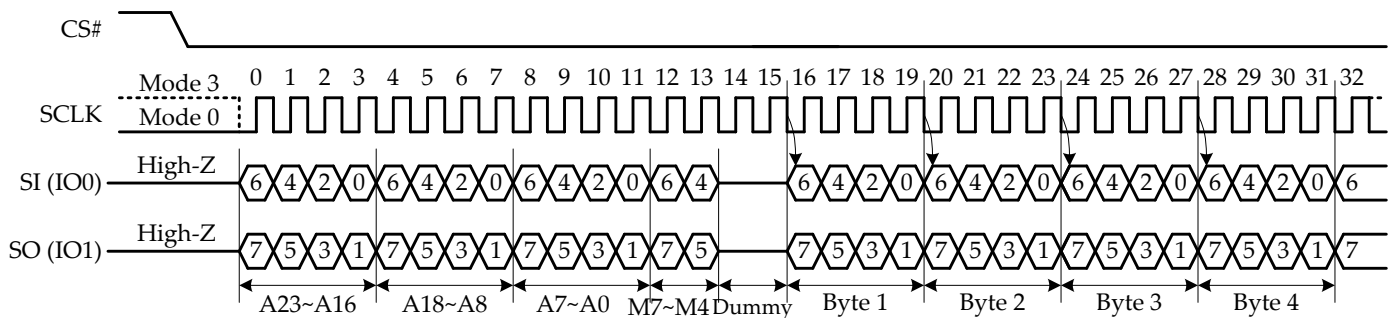 CS#
Mode 3 0 1 2 3 4 5 6 7 8 9 10 11 12 13 14 15 16 17 18 19 20 21 22 23 24 25 26 27 28 29 30 31 32
SCLK Mode 0
SI (IO0) High-Z 6 4 2 0 6 4 2 0 6 4 2 0 6 4 6 4 2 0 6 4 2 0 6 4 2 0 6 4 2 0 6
SO (IO1) High-Z 7 5 3 1 7 5 3 1 7 5 3 1 7 5 7 5 3 1 7 5 3 1 7 5 3 1 7 5 3 1 7
A23~A16 A18~A8 A7~A0 M7~M4 Dummy Byte 1 Byte 2 Byte 3 Byte 4